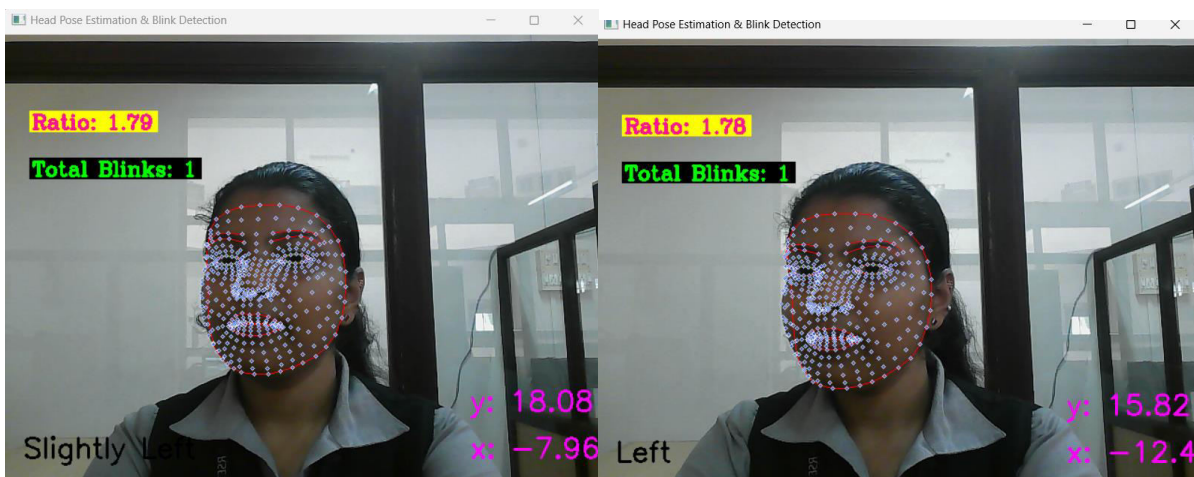 Head Pose Estimation & Blink Detection
Ratio: 1.79
Total Blinks: 1
y: 18.08
Slightly Left
x: -7.96
Head Pose Estimation & Blink Detection
Ratio: 1.78
Total Blinks: 1
y: 15.82
Left
x: -12.4